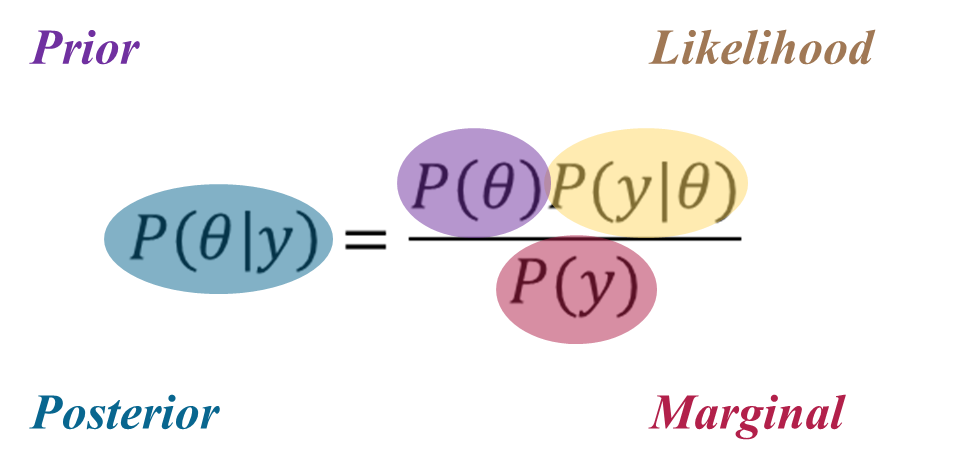 Prior
Likelihood
P(θ|y) = P(θ)P(y|θ)
P(y)
Posterior
Marginal